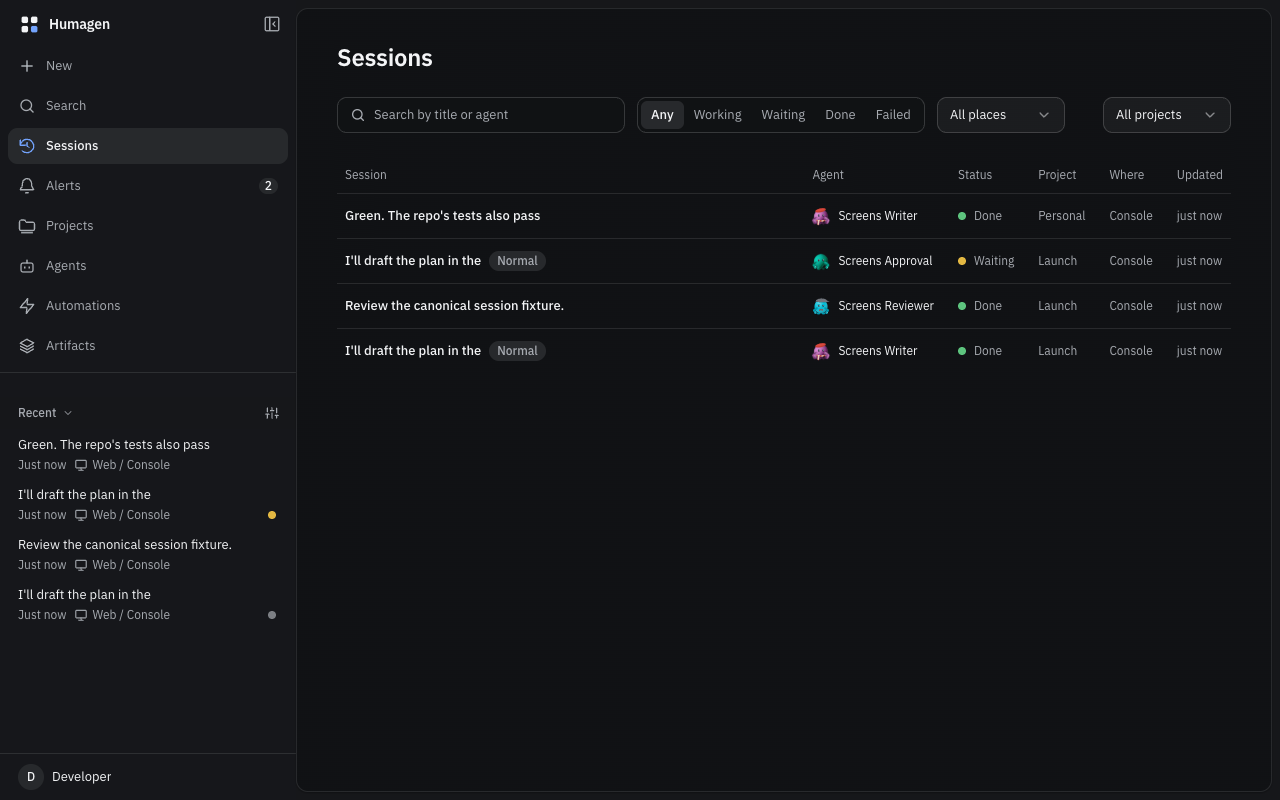 Humagen
New
Search
Sessions
Alerts 2
Projects
Agents
Automations
Artifacts
Recent
Green. The repo's tests also pass
Just now Web / Console
I'll draft the plan in the
Just now Web / Console
Review the canonical session fixture.
Just now Web / Console
I'll draft the plan in the
Just now Web / Console
D Developer
Sessions
Search by title or agent Any Working Waiting Done Failed All places All projects
Session Agent Status Project Where Updated
Green. The repo's tests also pass Screens Writer Done Personal Console just now
I'll draft the plan in the Normal Screens Approval Waiting Launch Console just now
Review the canonical session fixture. Screens Reviewer Done Launch Console just now
I'll draft the plan in the Normal Screens Writer Done Launch Console just now